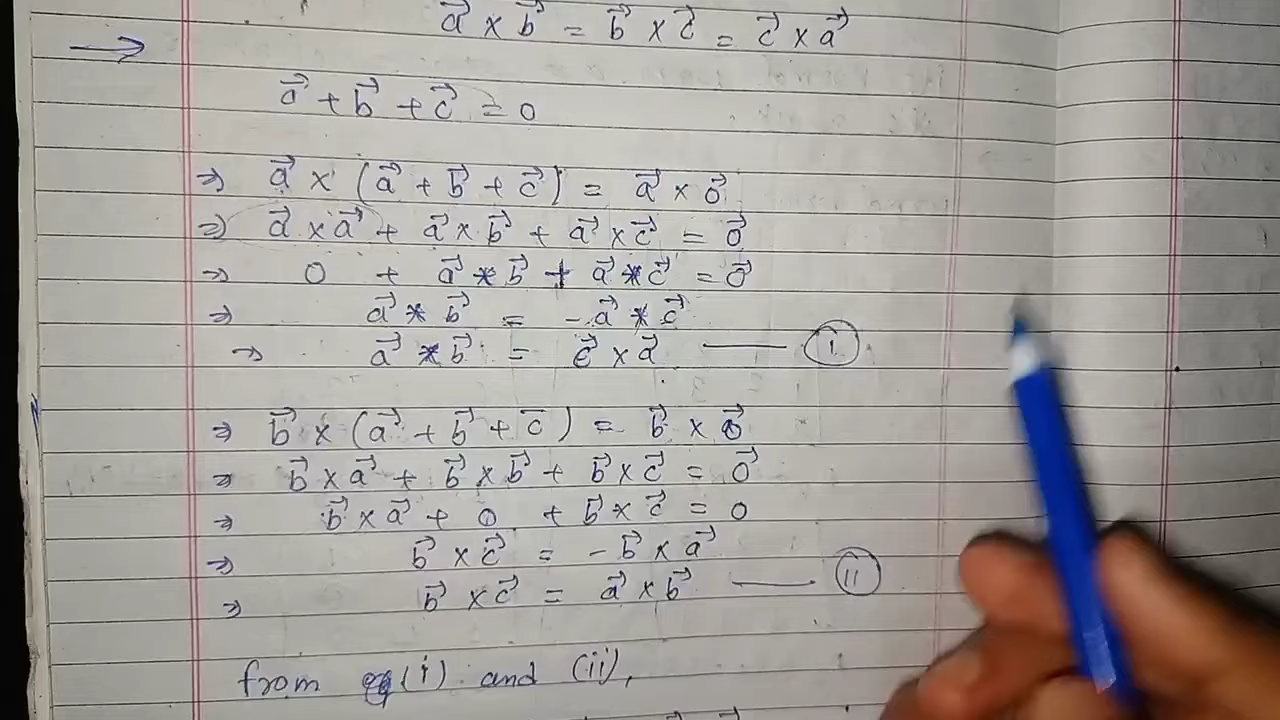 a⃗ × b⃗ = b⃗ × c⃗ = c⃗ × a⃗
a⃗ + b⃗ + c⃗ = 0
⇒ a⃗ × (a⃗ + b⃗ + c⃗) = a⃗ × 0⃗
⇒ a⃗ × a⃗ + a⃗ × b⃗ + a⃗ × c⃗ = 0⃗
⇒ 0 + a⃗ × b⃗ + a⃗ × c⃗ = 0⃗
⇒ a⃗ × b⃗ = - a⃗ × c⃗
⇒ a⃗ × b⃗ = c⃗ × a⃗ —— (i)
⇒ b⃗ × (a⃗ + b⃗ + c⃗) = b⃗ × 0⃗
⇒ b⃗ × a⃗ + b⃗ × b⃗ + b⃗ × c⃗ = 0⃗
⇒ b⃗ × a⃗ + 0 + b⃗ × c⃗ = 0
⇒ b⃗ × c⃗ = - b⃗ × a⃗
⇒ b⃗ × c⃗ = a⃗ × b⃗ —— (ii)
from eq (i) and (ii),